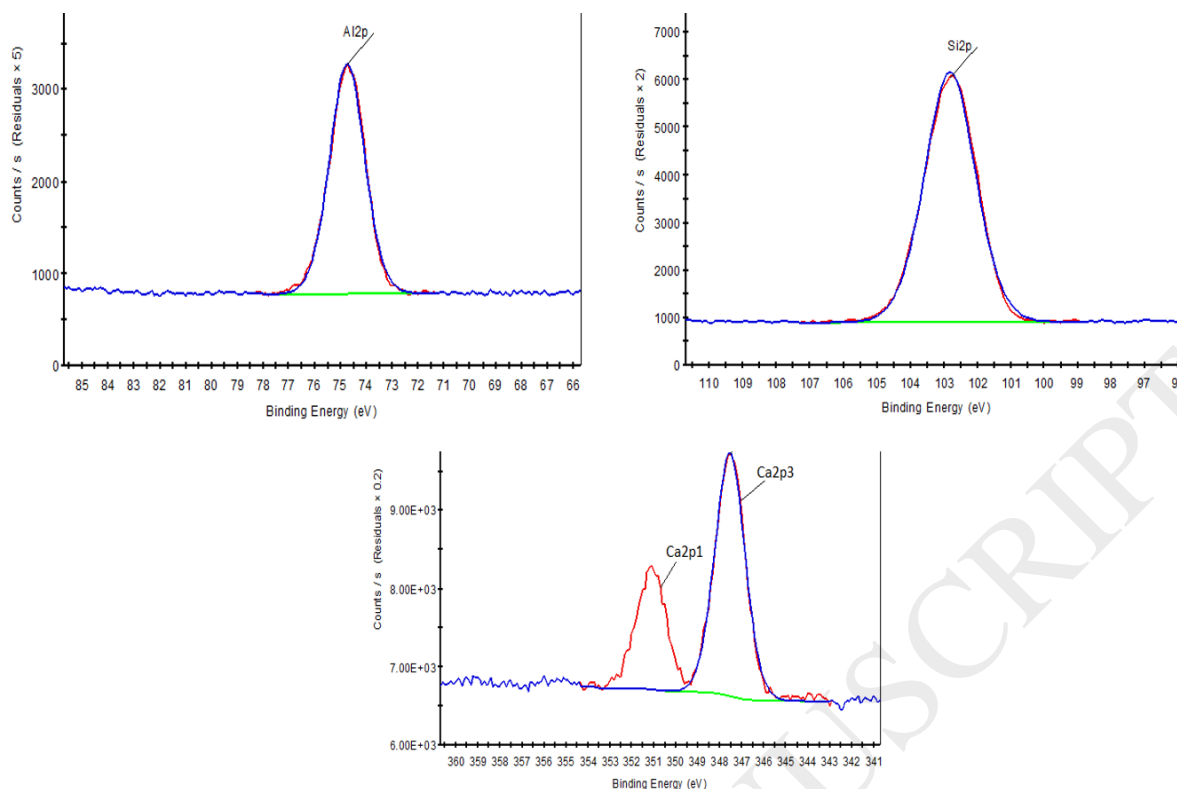 Al2p
Counts / s (Residuals × 5)
3000
2000
1000
0
85 84 83 82 81 80 79 78 77 76 75 74 73 72 71 70 69 68 67 66
Binding Energy (eV)
Si2p
Counts / s (Residuals × 2)
7000
6000
5000
4000
3000
2000
1000
0
110 109 108 107 106 105 104 103 102 101 100 99 98 97
Binding Energy (eV)
Ca2p3
Ca2p1
Counts / s (Residuals × 0.2)
9.00E+03
8.00E+03
7.00E+03
6.00E+03
360 359 358 357 356 355 354 353 352 351 350 349 348 347 346 345 344 343 342 341
Binding Energy (eV)
USCRIPT